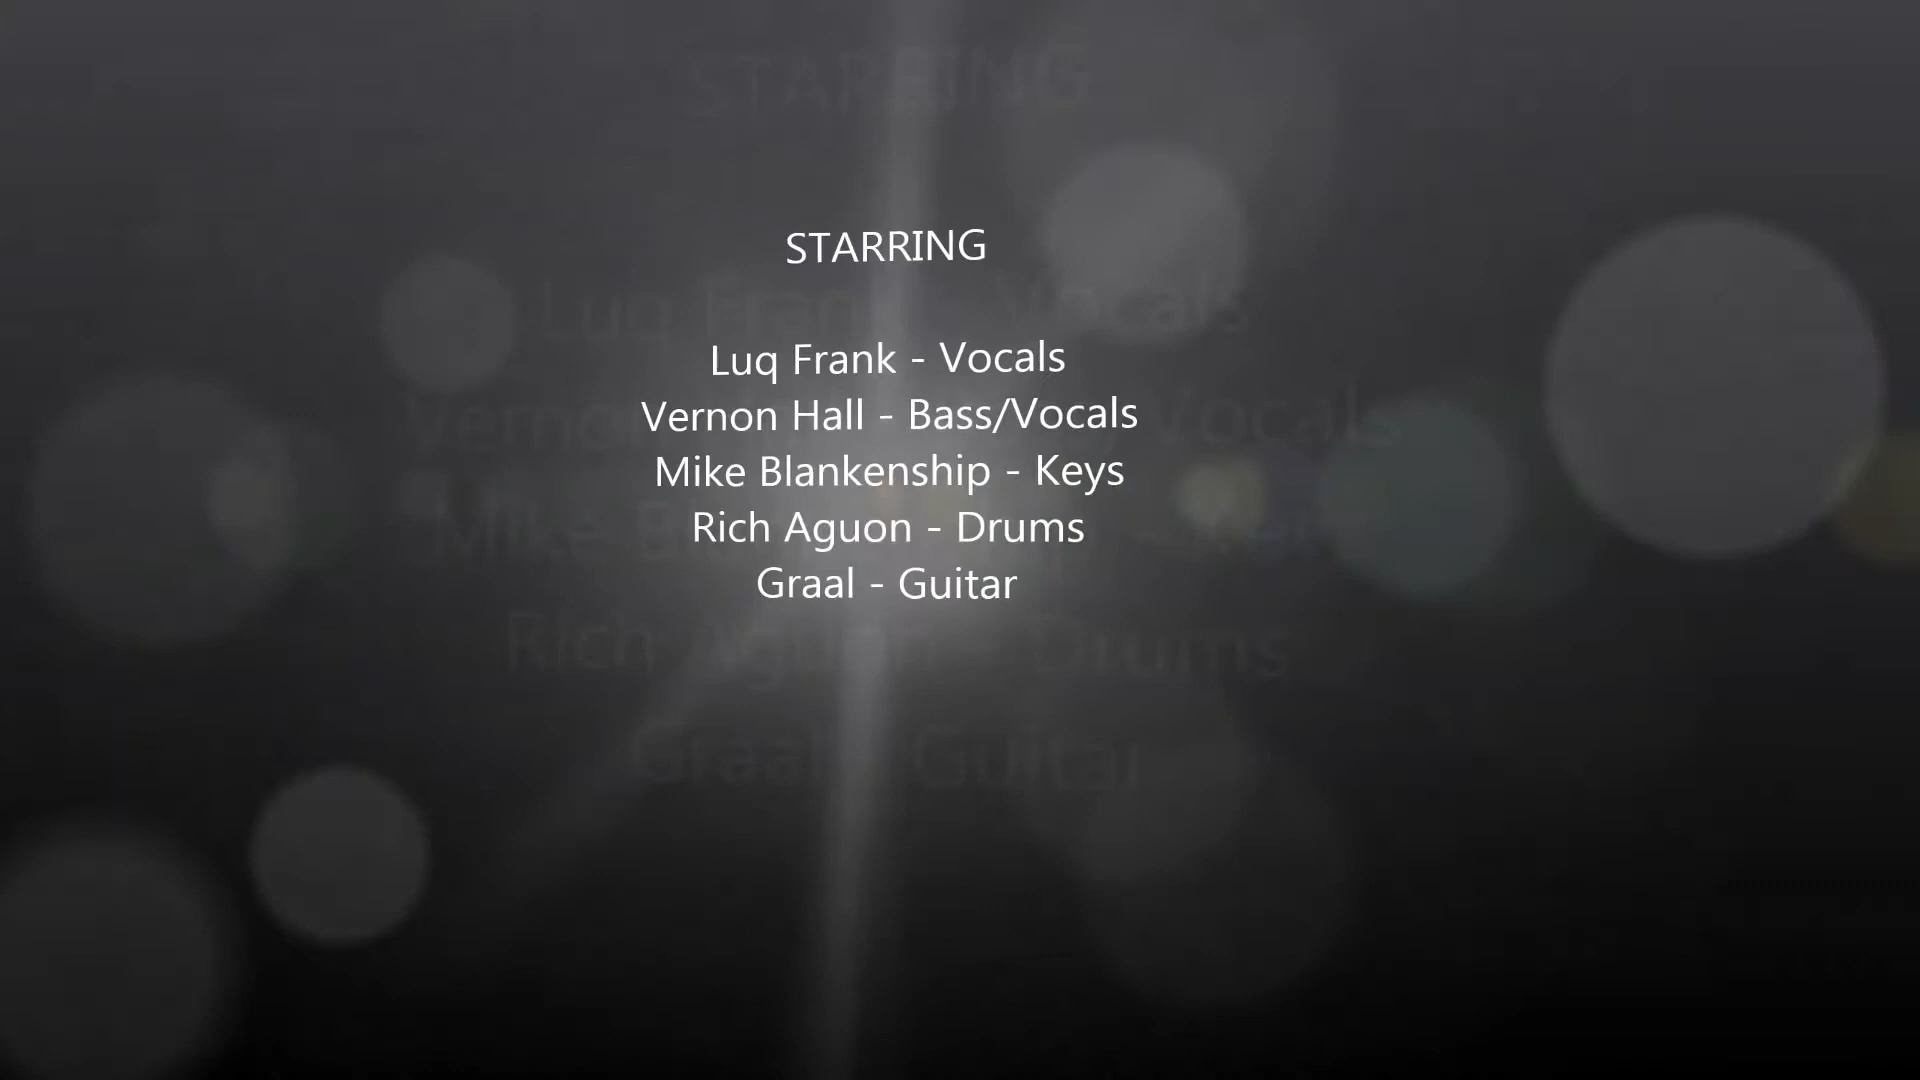 STARRING
Luq Frank - Vocals
Vernon Hall - Bass/Vocals
Mike Blankenship - Keys
Rich Aguon - Drums
Graal - Guitar